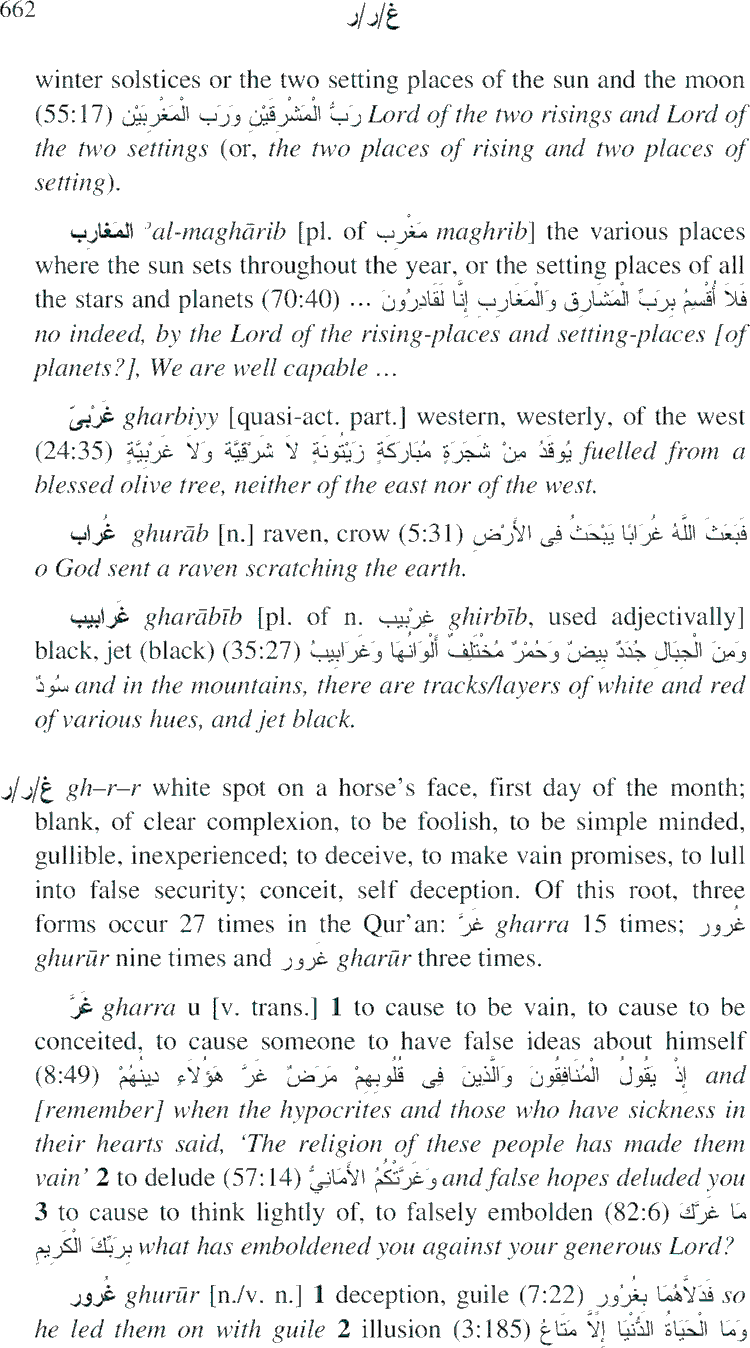 662
غ/ر/ر
winter solstices or the two setting places of the sun and the moon
(55:17) رَبُّ الْمَشْرِقَيْنِ وَرَب الْمَغْرِبَيْن Lord of the two risings and Lord of
the two settings (or, the two places of rising and two places of
setting).
المَغارِب ʾal-maghārib [pl. of مَغْرِب maghrib] the various places
where the sun sets throughout the year, or the setting places of all
the stars and planets (70:40) فَلاَ أُقْسِمُ بِرَبِّ الْمَشَارِق وَالْمَغَارِب إِنَّا لَقَادِرُونَ ...
no indeed, by the Lord of the rising-places and setting-places [of
planets?], We are well capable ...
غَرْبيّ gharbiyy [quasi-act. part.] western, westerly, of the west
(24:35) يُوقَدُ مِنْ شَجَرَةٍ مُبَارَكَةٍ زَيْتُونَةٍ لاَ شَرْقِيَّة وَلاَ غَرْبِيَّةٍ fuelled from a
blessed olive tree, neither of the east nor of the west.
غُراب ghurāb [n.] raven, crow (5:31) فَبَعَثَ اللَّهُ غُرَابًا يَبْحَثُ فِى الأَرْضِ
o God sent a raven scratching the earth.
غَرابيب gharābīb [pl. of n. غِرْبيب ghirbīb, used adjectivally]
black, jet (black) (35:27) وَمِنَ الْجِبَالِ جُدَدٌ بِيضٌ وَحُمْرٌ مُخْتَلِفٌ أَلْوَانُهَا وَغَرَابِيبُ
سُودٌ and in the mountains, there are tracks/layers of white and red
of various hues, and jet black.
غ/ر/ر gh–r–r white spot on a horse’s face, first day of the month;
blank, of clear complexion, to be foolish, to be simple minded,
gullible, inexperienced; to deceive, to make vain promises, to lull
into false security; conceit, self deception. Of this root, three
forms occur 27 times in the Qur’an: غَرَّ gharra 15 times; غُرور
ghurūr nine times and غَرور gharūr three times.
غَرَّ gharra u [v. trans.] 1 to cause to be vain, to cause to be
conceited, to cause someone to have false ideas about himself
(8:49) إِذْ يَقُولُ الْمُنَافِقُونَ وَالَّذِينَ فِى قُلُوبِهِمْ مَرَضٌ غَرَّ هَؤُلاَءِ دِينُهُمْ and
[remember] when the hypocrites and those who have sickness in
their hearts said, ‘The religion of these people has made them
vain’ 2 to delude (57:14) وَغَرَّتْكُمُ الأَمَانِيُّ and false hopes deluded you
3 to cause to think lightly of, to falsely embolden (82:6) مَا غَرَّكَ
بِرَبِّكَ الْكَرِيم what has emboldened you against your generous Lord?
غُرور ghurūr [n./v. n.] 1 deception, guile (7:22) فَدَلاَّهُمَا بِغُرُورٍ so
he led them on with guile 2 illusion (3:185) وَمَا الْحَيَاةُ الدُّنْيَا إِلاَّ مَتَاعُ